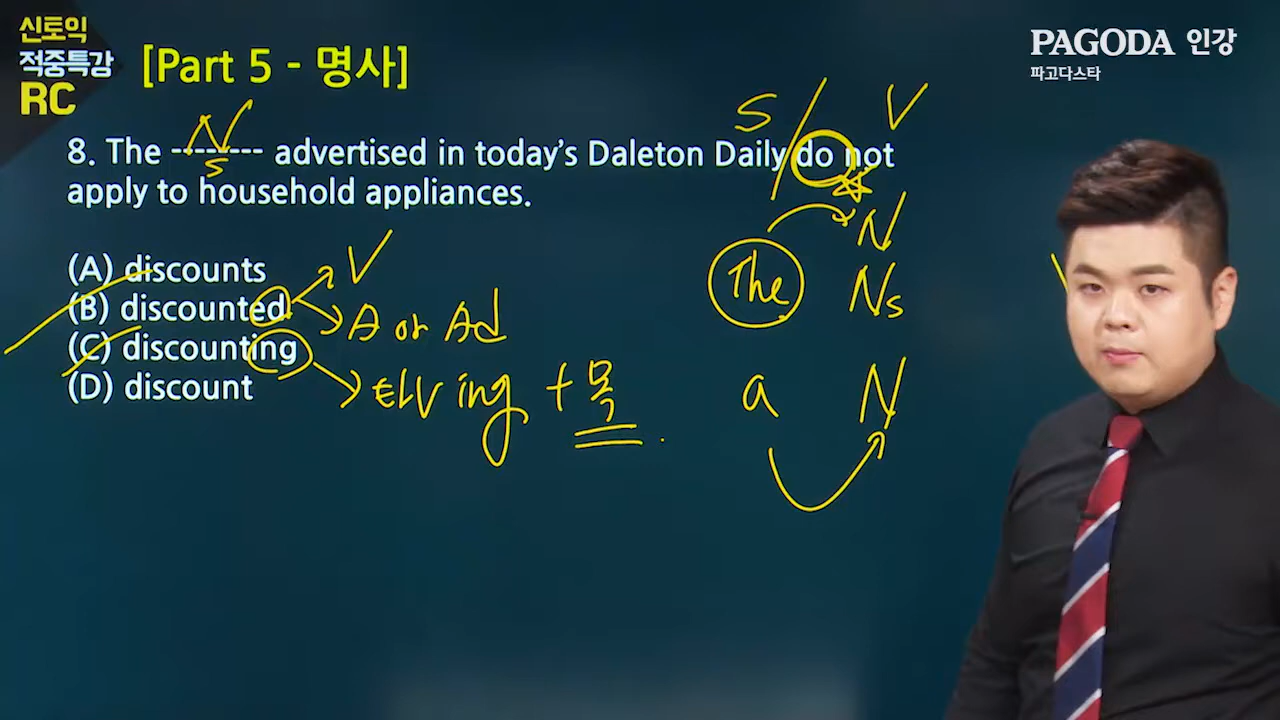 신토익
적중특강
RC
[Part 5 - 명사]
PAGODA 인강
파고다스타
N
s
S / V
8. The -------- advertised in today's Daleton Daily do not
apply to household appliances.
(A) discounts
(B) discounted
(C) discounting
(D) discount
V
A or Ad
타V ing + 목
N
The Ns
a N